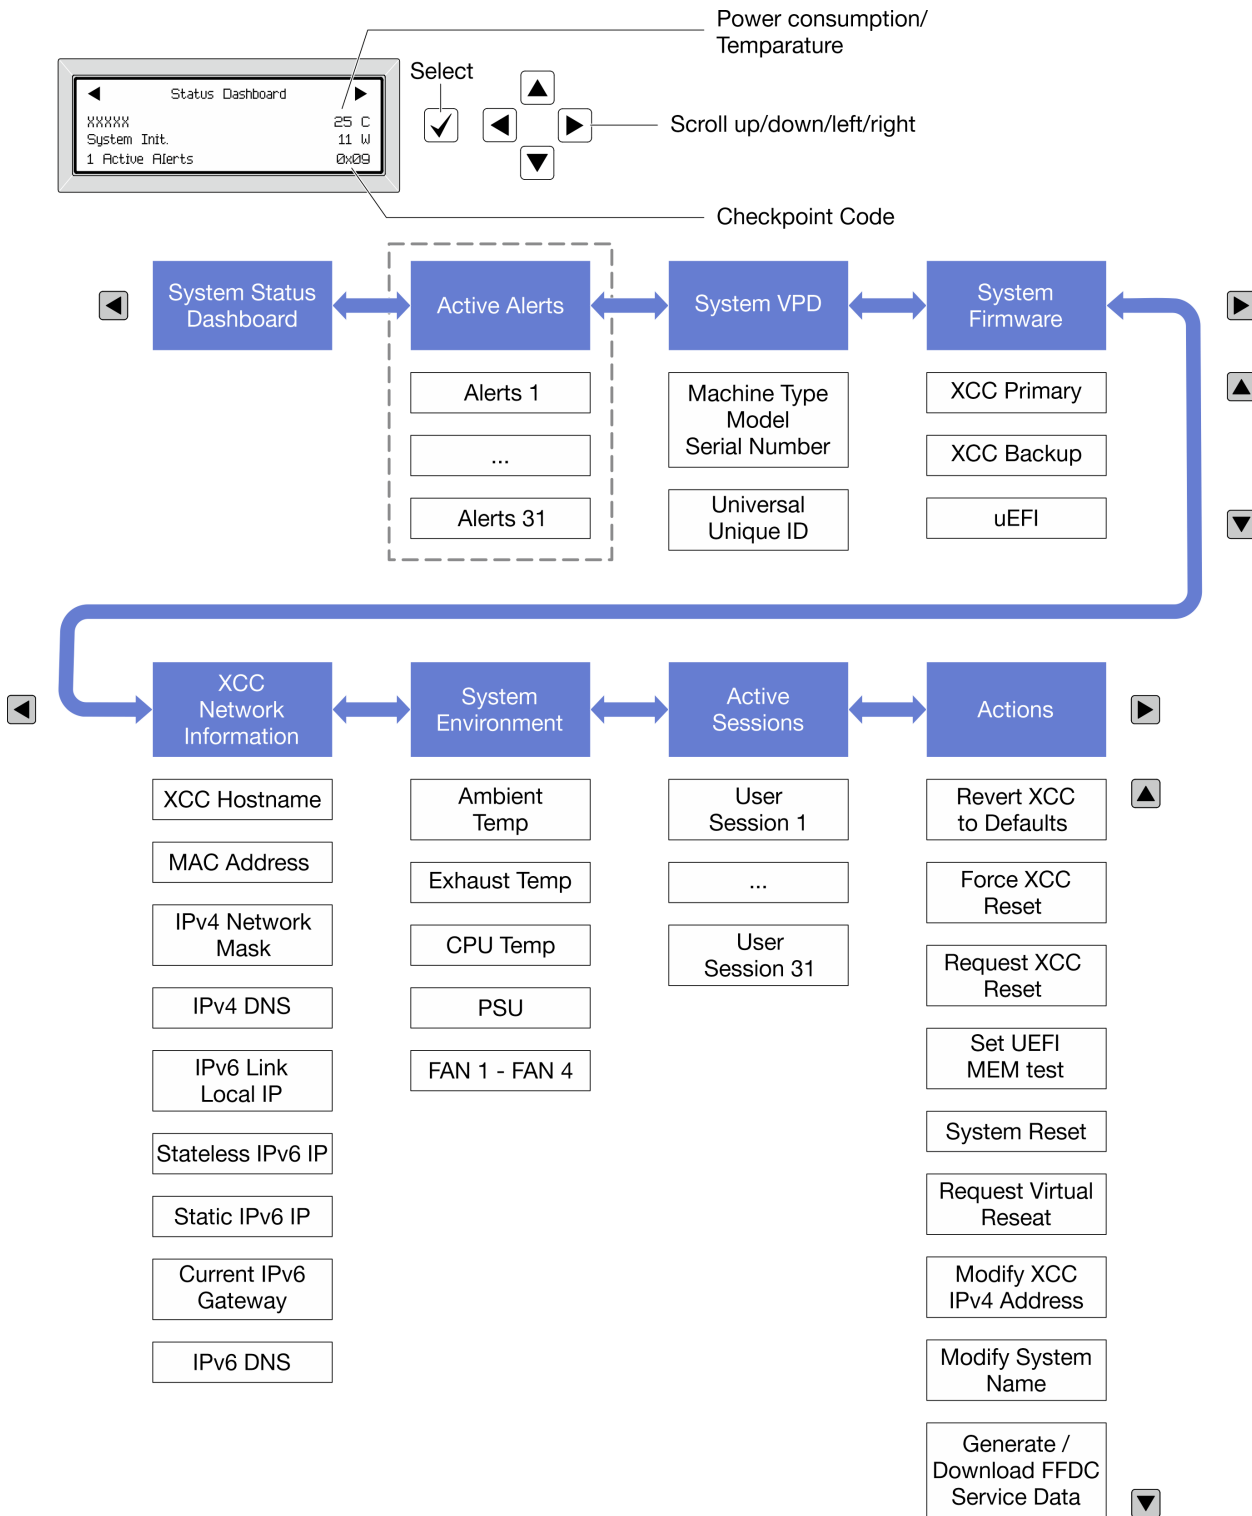 Power consumption/
Temparature
Select
Status Dashboard
XXXXX 25 C
System Init. 11 W
1 Active Alerts 0x09
Scroll up/down/left/right
Checkpoint Code
System Status
Dashboard
Active Alerts
System VPD
System
Firmware
Alerts 1
...
Alerts 31
Machine Type
Model
Serial Number
Universal
Unique ID
XCC Primary
XCC Backup
uEFI
XCC
Network
Information
System
Environment
Active
Sessions
Actions
XCC Hostname
MAC Address
IPv4 Network
Mask
IPv4 DNS
IPv6 Link
Local IP
Stateless IPv6 IP
Static IPv6 IP
Current IPv6
Gateway
IPv6 DNS
Ambient
Temp
Exhaust Temp
CPU Temp
PSU
FAN 1 - FAN 4
User
Session 1
...
User
Session 31
Revert XCC
to Defaults
Force XCC
Reset
Request XCC
Reset
Set UEFI
MEM test
System Reset
Request Virtual
Reseat
Modify XCC
IPv4 Address
Modify System
Name
Generate /
Download FFDC
Service Data